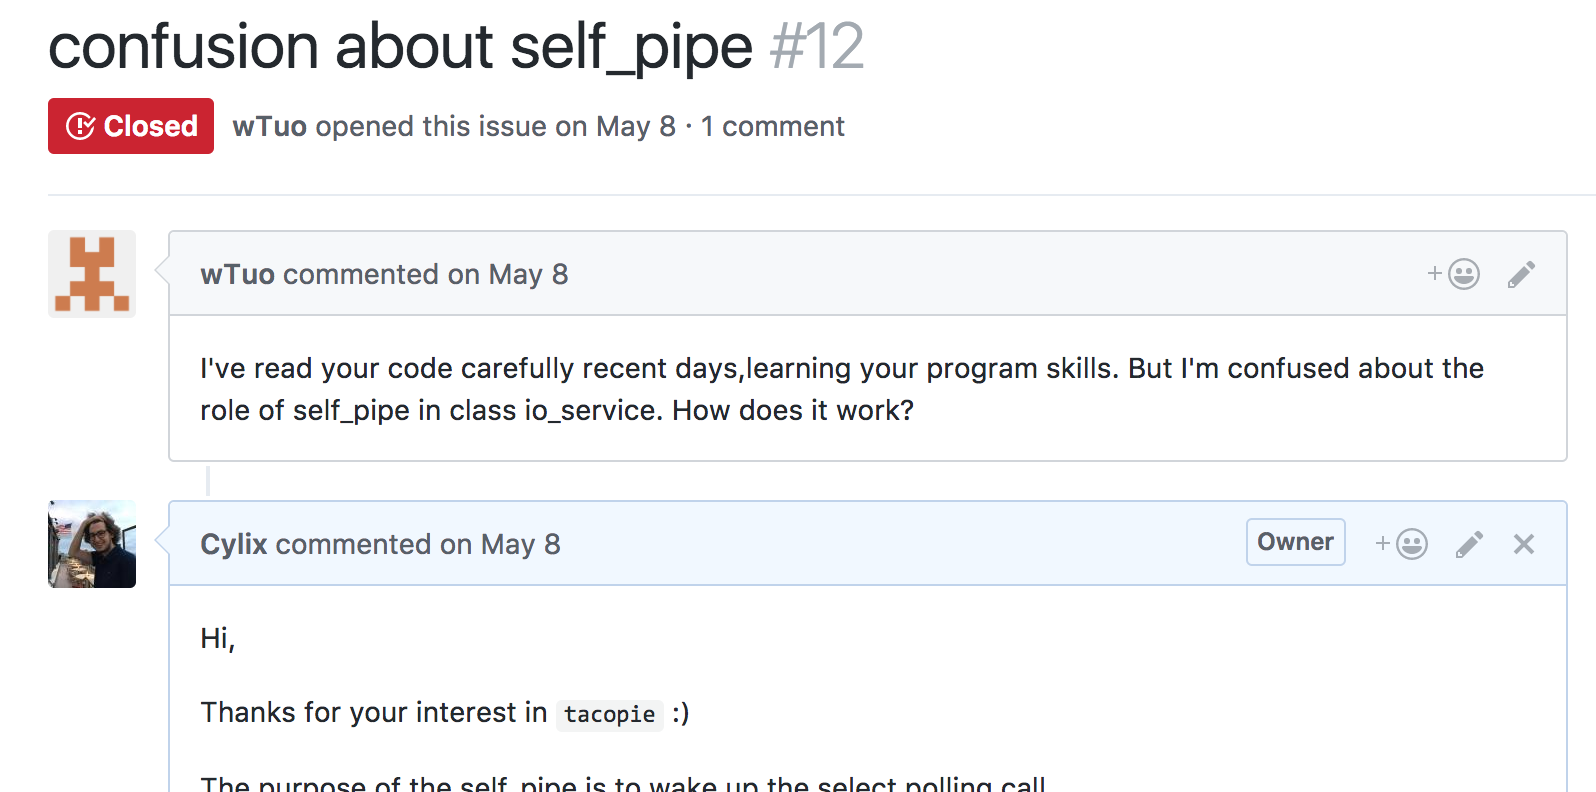 confusion about self_pipe #12
Closed wTuo opened this issue on May 8 · 1 comment
wTuo commented on May 8
I've read your code carefully recent days,learning your program skills. But I'm confused about the
role of self_pipe in class io_service. How does it work?
Cylix commented on May 8 Owner
Hi,
Thanks for your interest in tacopie :)
The purpose of the self_pipe is to wake up the select polling call